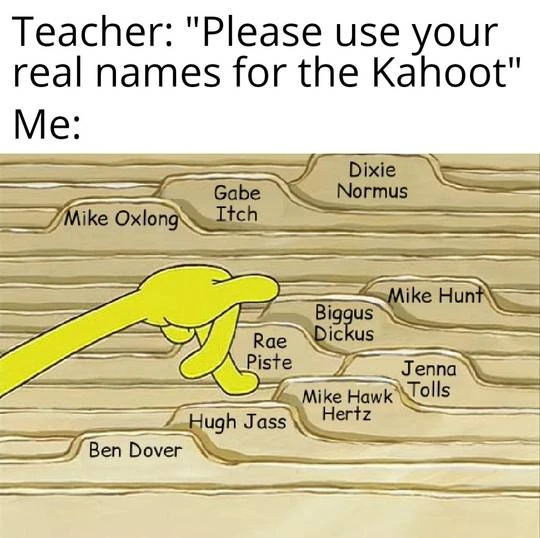 Teacher: "Please use your
real names for the Kahoot"
Me:
Dixie
Normus
Gabe
Itch
Mike Oxlong
Mike Hunt
Biggus
Dickus
Rae
Piste
Jenna
Tolls
Mike Hawk
Hertz
Hugh Jass
Ben Dover